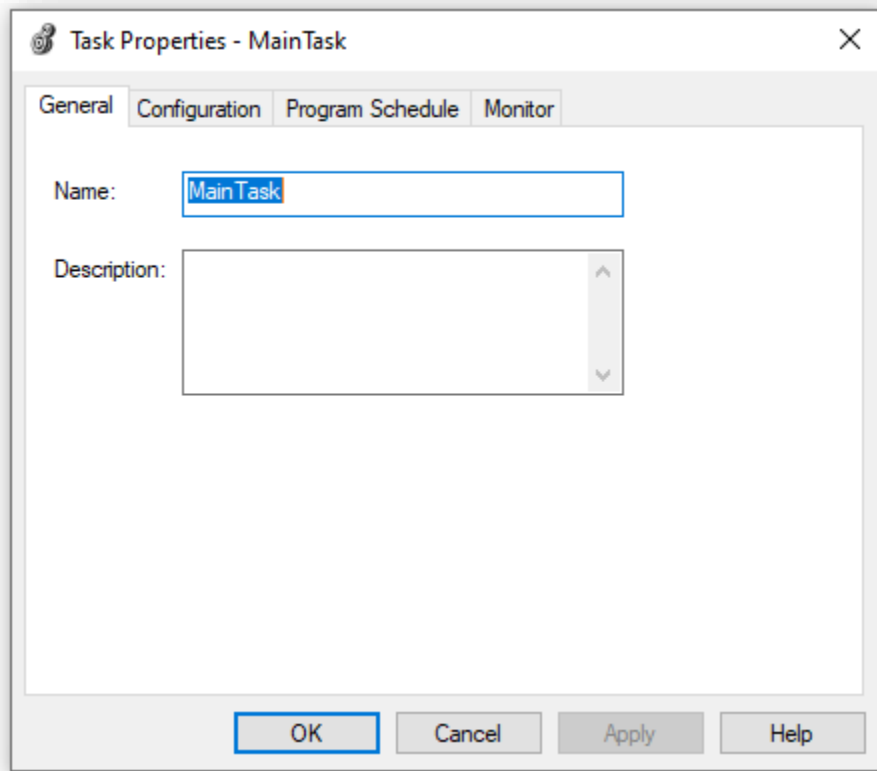 Task Properties - MainTask
General Configuration Program Schedule Monitor
Name: MainTask
Description:
OK Cancel Apply Help